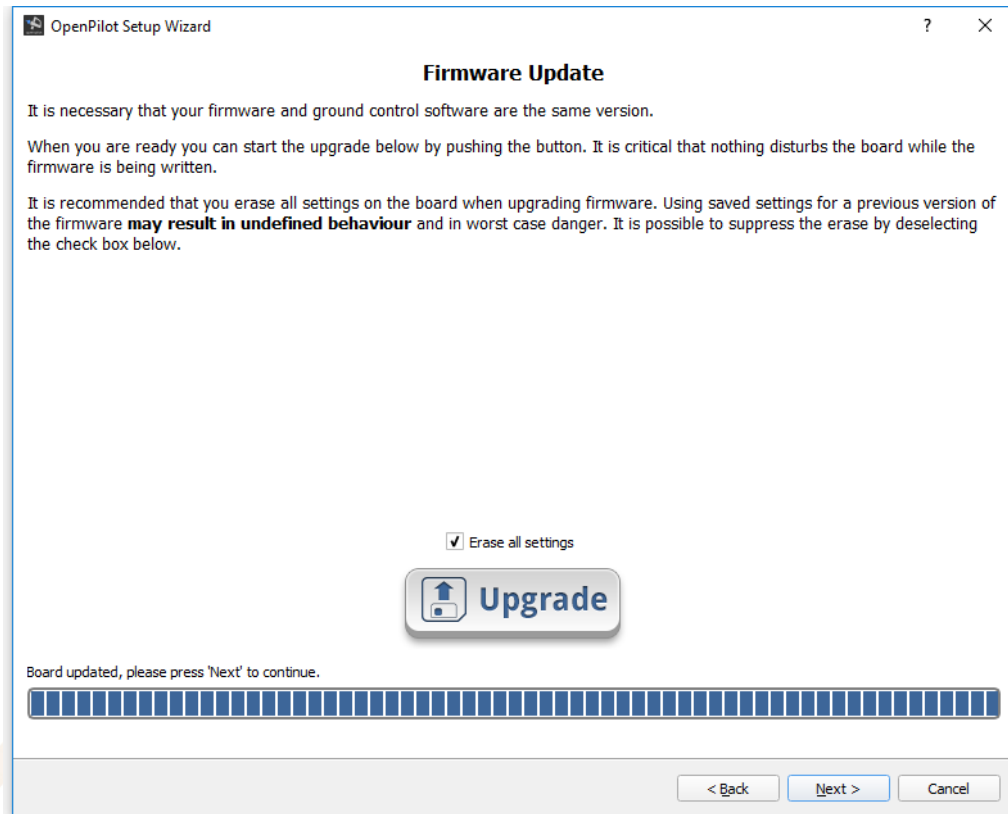 OpenPilot Setup Wizard
?
Firmware Update
It is necessary that your firmware and ground control software are the same version.
When you are ready you can start the upgrade below by pushing the button. It is critical that nothing disturbs the board while the
firmware is being written.
It is recommended that you erase all settings on the board when upgrading firmware. Using saved settings for a previous version of
the firmware may result in undefined behaviour and in worst case danger. It is possible to suppress the erase by deselecting
the check box below.
Erase all settings
Upgrade
Board updated, please press 'Next' to continue.
< Back
Next >
Cancel